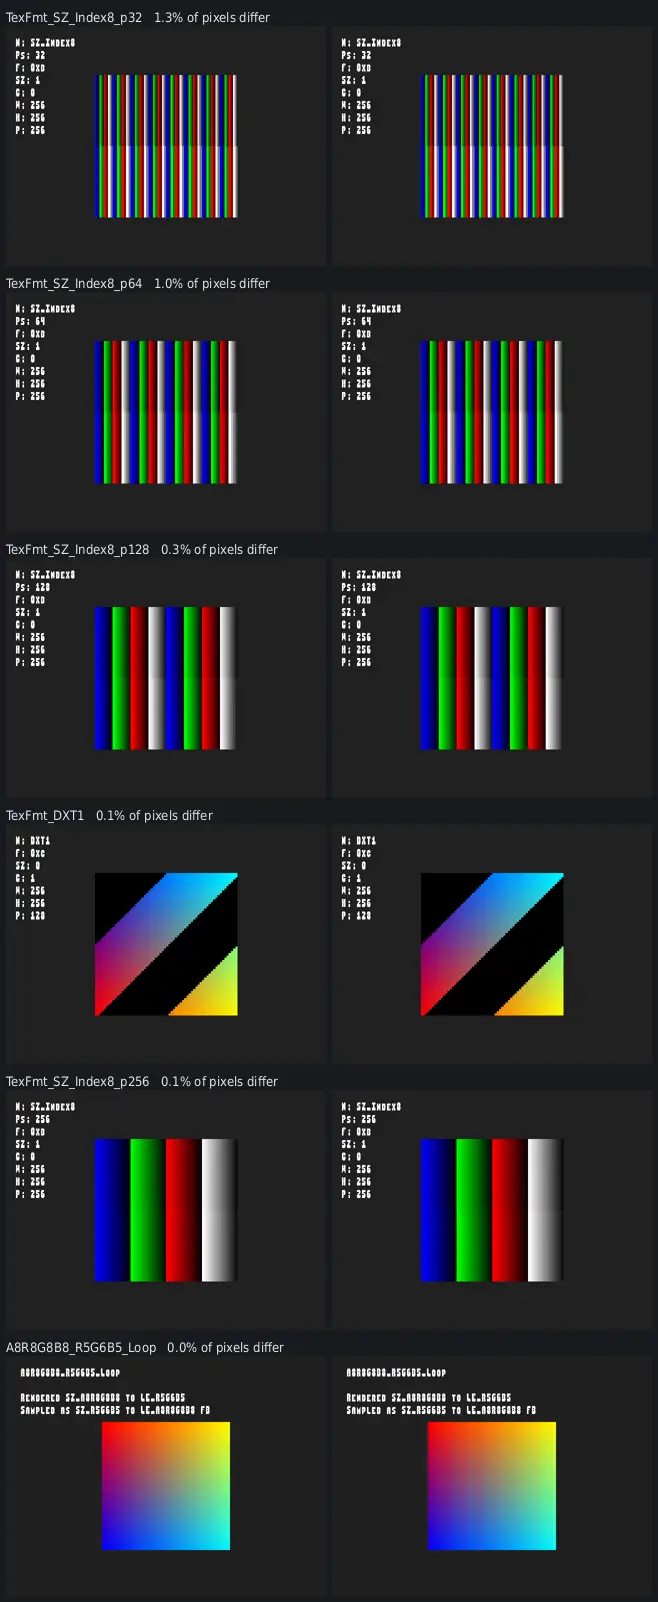 TexFmt_SZ_Index8_p32 1.3% of pixels differ
N: SZ_Index8
Ps: 32
F: 0xb
SZ: 1
C: 0
W: 256
H: 256
P: 256
N: SZ_Index8
Ps: 32
F: 0xb
SZ: 1
C: 0
W: 256
H: 256
P: 256
TexFmt_SZ_Index8_p64 1.0% of pixels differ
N: SZ_Index8
Ps: 64
F: 0xb
SZ: 1
C: 0
W: 256
H: 256
P: 256
N: SZ_Index8
Ps: 64
F: 0xb
SZ: 1
C: 0
W: 256
H: 256
P: 256
TexFmt_SZ_Index8_p128 0.3% of pixels differ
N: SZ_Index8
Ps: 128
F: 0xb
SZ: 1
C: 0
W: 256
H: 256
P: 256
N: SZ_Index8
Ps: 128
F: 0xb
SZ: 1
C: 0
W: 256
H: 256
P: 256
TexFmt_DXT1 0.1% of pixels differ
N: DXT1
F: 0xc
SZ: 0
C: 1
W: 256
H: 256
P: 128
N: DXT1
F: 0xc
SZ: 0
C: 1
W: 256
H: 256
P: 128
TexFmt_SZ_Index8_p256 0.1% of pixels differ
N: SZ_Index8
Ps: 256
F: 0xb
SZ: 1
C: 0
W: 256
H: 256
P: 256
N: SZ_Index8
Ps: 256
F: 0xb
SZ: 1
C: 0
W: 256
H: 256
P: 256
A8R8G8B8_R5G6B5_Loop 0.0% of pixels differ
A8R8G8B8_R5G6B5_Loop
Rendered SZ_A8R8G8B8 to LE_R5G6B5
Sampled as SZ_R5G6B5 to LE_A8R8G8B8 FB
A8R8G8B8_R5G6B5_Loop
Rendered SZ_A8R8G8B8 to LE_R5G6B5
Sampled as SZ_R5G6B5 to LE_A8R8G8B8 FB